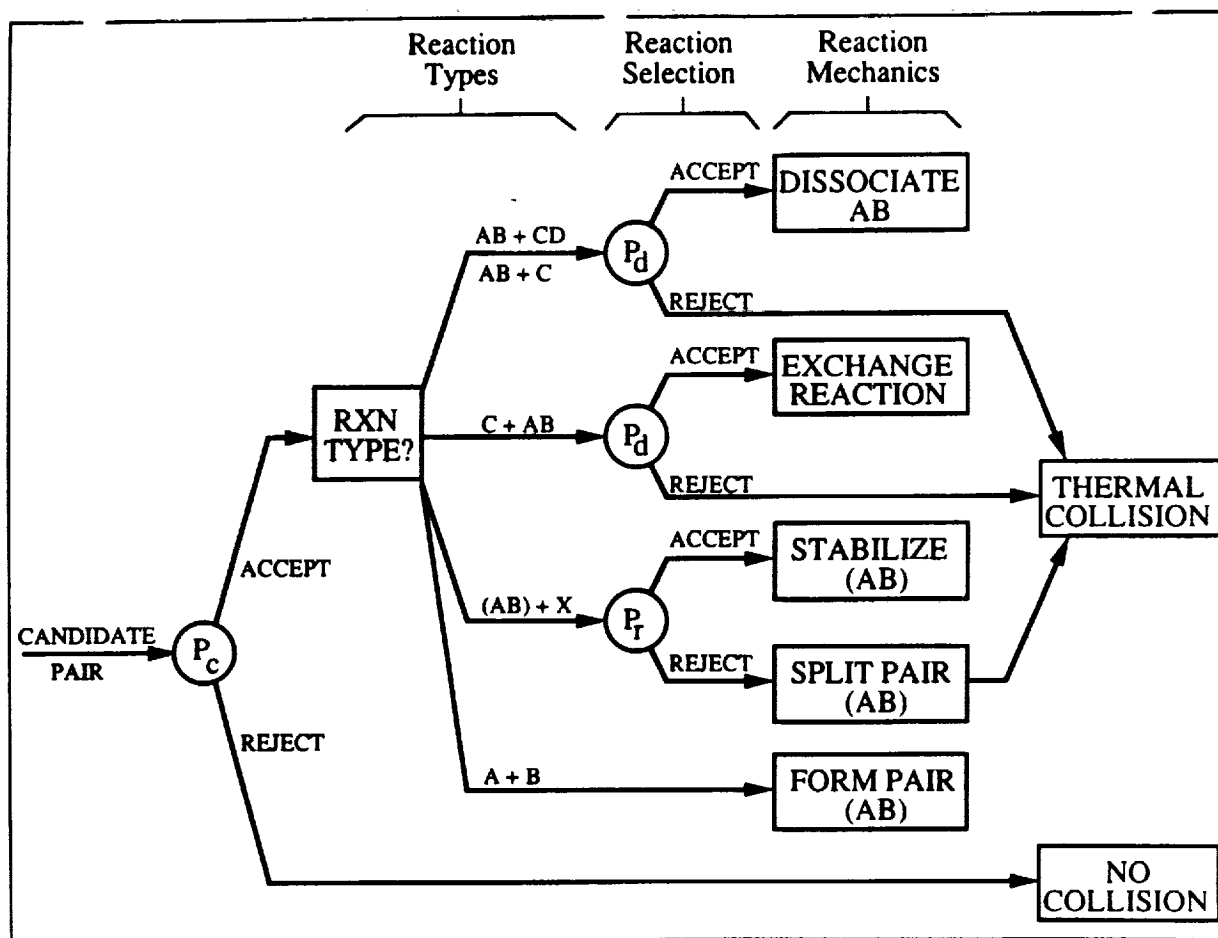 Reaction
Types
Reaction
Selection
Reaction
Mechanics
ACCEPT
DISSOCIATE
AB
AB + CD
AB + C
Pd
REJECT
ACCEPT
EXCHANGE
REACTION
RXN
TYPE?
C + AB
Pd
REJECT
THERMAL
COLLISION
ACCEPT
STABILIZE
(AB)
ACCEPT
(AB) + X
Pr
CANDIDATE
PAIR
Pc
REJECT
SPLIT PAIR
(AB)
REJECT
A + B
FORM PAIR
(AB)
NO
COLLISION